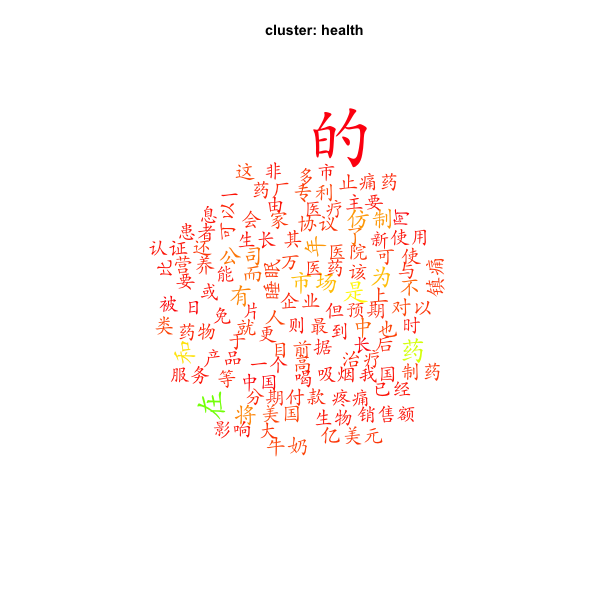 cluster: health
的
这 非 多 市
药厂 专利 止痛药
可以 一 由 医疗 主要
息 会 家 协议 仿制
患者 生长 其 年 新 使用
认证 还 公司 医院 可 使
营养 能 而 万 医药 该 为 与
要 或 有 睡眠 市场 是 上 不 镇痛
被 日 免 片 企业 但 预期 对 以
类 药物 就 更 人 则 最 到 中 也 时
和 于 目前 据 长 后 药
产品 一个 高 治疗
服务 等 中国 喝 吸烟 我国 制药
在 分期付款 疼痛 已经
将 美国 生物 销售额
影响 大 亿美元
牛奶